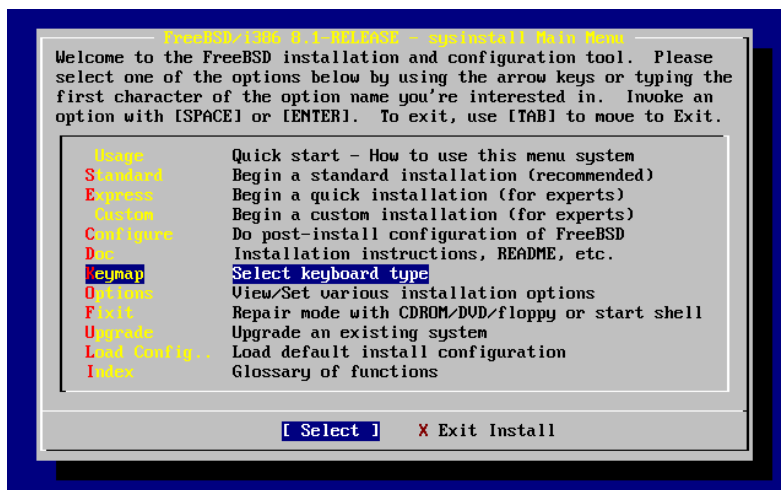 FreeBSD/i386 8.1-RELEASE - sysinstall Main Menu
Welcome to the FreeBSD installation and configuration tool.  Please
select one of the options below by using the arrow keys or typing the
first character of the option name you're interested in.  Invoke an
option with [SPACE] or [ENTER].  To exit, use [TAB] to move to Exit.
Usage Quick start - How to use this menu system
Standard Begin a standard installation (recommended)
Express Begin a quick installation (for experts)
Custom Begin a custom installation (for experts)
Configure Do post-install configuration of FreeBSD
Doc Installation instructions, README, etc.
Keymap Select keyboard type
Options View/Set various installation options
Fixit Repair mode with CDROM/DVD/floppy or start shell
Upgrade Upgrade an existing system
Load Config.. Load default install configuration
Index Glossary of functions
[ Select ] X Exit Install